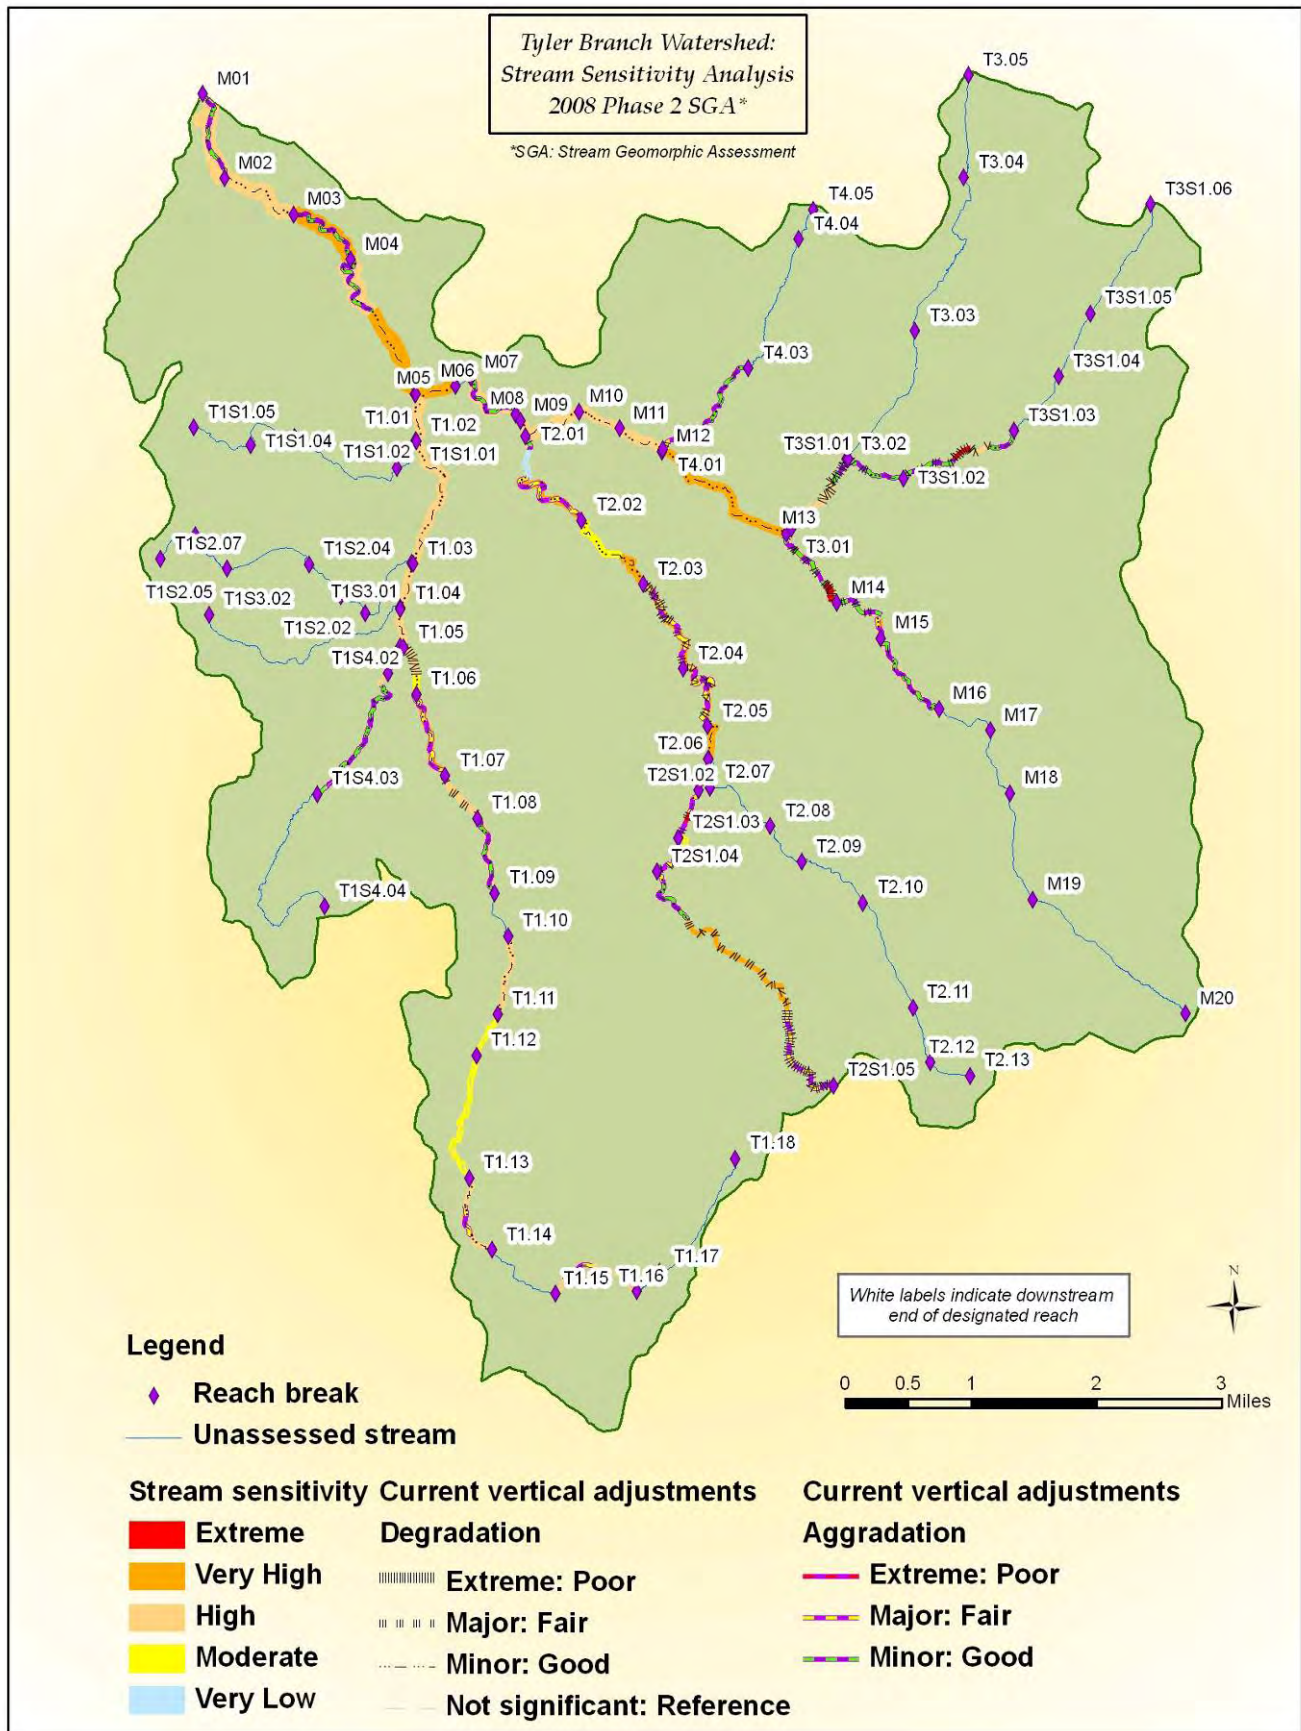 Tyler Branch Watershed:
Stream Sensitivity Analysis
2008 Phase 2 SGA*
*SGA: Stream Geomorphic Assessment
M01
T3.05
M02
T3.04
T4.05
T3S1.06
M03
T4.04
M04
T3S1.05
T3.03
M07
T4.03
T3S1.04
M06
M05
M08
M09
M10
M11
T1S1.05
T1.01
T1.02
T2.01
M12
T3S1.03
T1S1.04
T1S1.02
T1S1.01
T3S1.01
T3.02
T4.01
T3S1.02
T2.02
M13
T1S2.07
T1S2.04
T1.03
T3.01
T2.03
T1S2.05
T1S3.02
T1S3.01
T1.04
M14
T1S2.02
T1.05
M15
T1S4.02
T2.04
T1.06
M16
T2.05
M17
T2.06
T1.07
T1S4.03
T2S1.02
T2.07
M18
T1.08
T2S1.03
T2.08
T2S1.04
T2.09
T1.09
T1S4.04
T2.10
M19
T1.10
T1.11
T2.11
M20
T1.12
T2S1.05
T2.12
T2.13
T1.13
T1.18
T1.14
T1.15
T1.16
T1.17
N
White labels indicate downstream
end of designated reach
0 0.5 1 2 3
Miles
Legend
Reach break
Unassessed stream
Stream sensitivity
Extreme
Very High
High
Moderate
Very Low
Current vertical adjustments
Degradation
Extreme: Poor
Major: Fair
Minor: Good
Not significant: Reference
Current vertical adjustments
Aggradation
Extreme: Poor
Major: Fair
Minor: Good